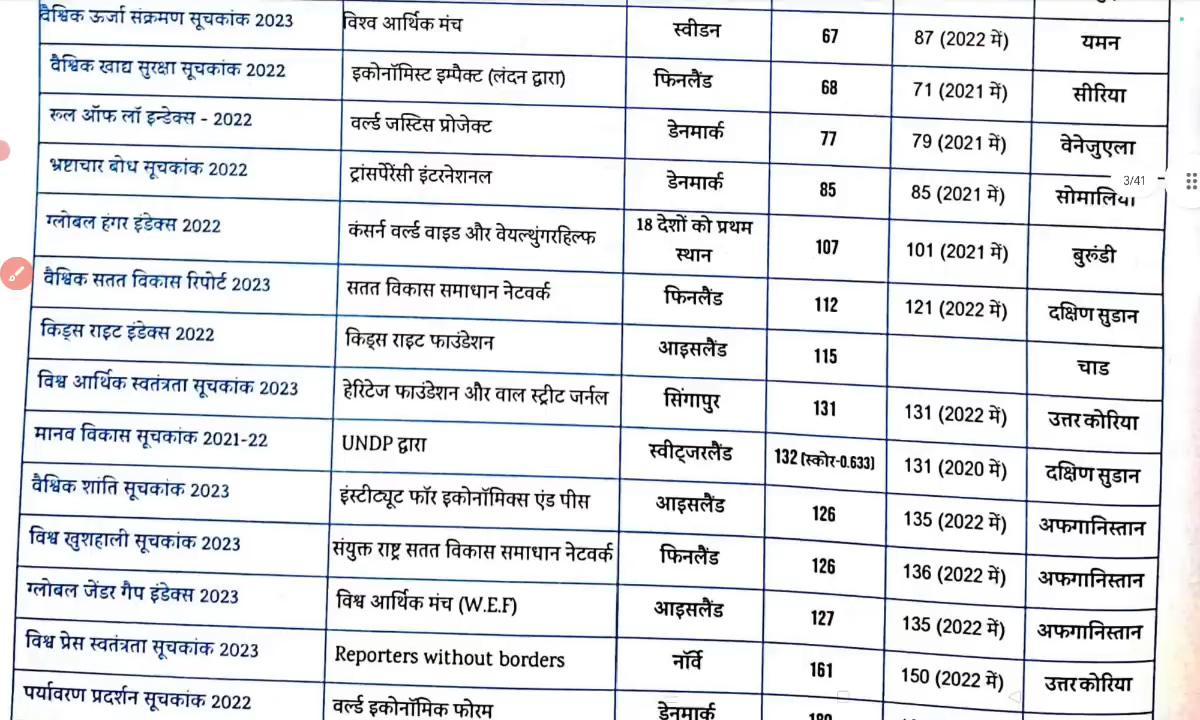 वैश्विक ऊर्जा संक्रमण सूचकांक 2023 विश्व आर्थिक मंच स्वीडन 67 87 (2022 में) यमन
वैश्विक खाद्य सुरक्षा सूचकांक 2022 इकोनॉमिस्ट इम्पैक्ट (लंदन द्वारा) फिनलैंड 68 71 (2021 में) सीरिया
रूल ऑफ लॉ इन्डेक्स - 2022 वर्ल्ड जस्टिस प्रोजेक्ट डेनमार्क 77 79 (2021 में) वेनेजुएला
भ्रष्टाचार बोध सूचकांक 2022 ट्रांसपेरेंसी इंटरनेशनल डेनमार्क 85 85 (2021 में) सोमालिया
3/41
ग्लोबल हंगर इंडेक्स 2022 कंसर्न वर्ल्ड वाइड और वेयल्थुंगरहिल्फ 18 देशों को प्रथम स्थान 107 101 (2021 में) बुरुंडी
वैश्विक सतत विकास रिपोर्ट 2023 सतत विकास समाधान नेटवर्क फिनलैंड 112 121 (2022 में) दक्षिण सुडान
किड्स राइट इंडेक्स 2022 किड्स राइट फाउंडेशन आइसलैंड 115 चाड
विश्व आर्थिक स्वतंत्रता सूचकांक 2023 हेरिटेज फाउंडेशन और वाल स्ट्रीट जर्नल सिंगापुर 131 131 (2022 में) उत्तर कोरिया
मानव विकास सूचकांक 2021-22 UNDP द्वारा स्वीट्जरलैंड 132 (स्कोर-0.633) 131 (2020 में) दक्षिण सुडान
वैश्विक शांति सूचकांक 2023 इंस्टीट्यूट फॉर इकोनॉमिक्स एंड पीस आइसलैंड 126 135 (2022 में) अफगानिस्तान
विश्व खुशहाली सूचकांक 2023 संयुक्त राष्ट्र सतत विकास समाधान नेटवर्क फिनलैंड 126 136 (2022 में) अफगानिस्तान
ग्लोबल जेंडर गैप इंडेक्स 2023 विश्व आर्थिक मंच (W.E.F) आइसलैंड 127 135 (2022 में) अफगानिस्तान
विश्व प्रेस स्वतंत्रता सूचकांक 2023 Reporters without borders नॉर्वे 161 150 (2022 में) उत्तर कोरिया
पर्यावरण प्रदर्शन सूचकांक 2022 वर्ल्ड इकोनॉमिक फोरम डेनमार्क